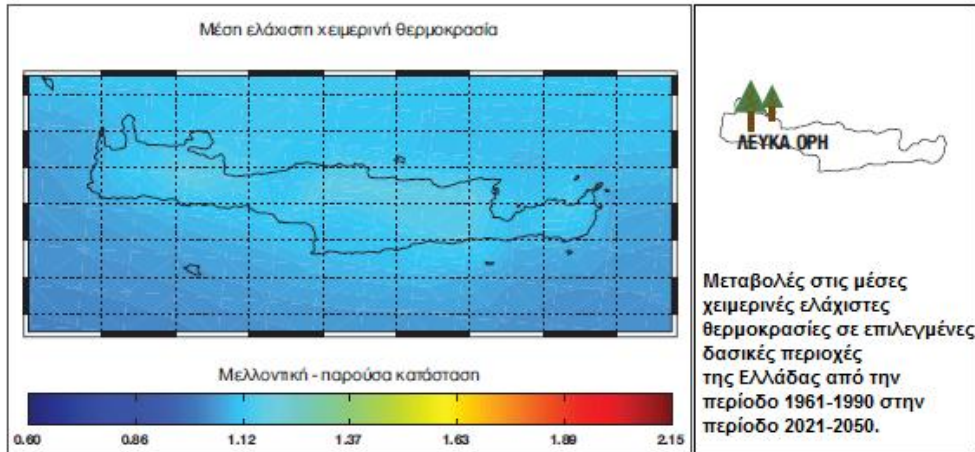 Μέση ελάχιστη χειμερινή θερμοκρασία
Μελλοντική - παρούσα κατάσταση
0.60 0.86 1.12 1.37 1.63 1.89 2.15
ΛΕΥΚΑ ΟΡΗ
Μεταβολές στις μέσες
χειμερινές ελάχιστες
θερμοκρασίες σε επιλεγμένες
δασικές περιοχές
της Ελλάδας από την
περίοδο 1961-1990 στην
περίοδο 2021-2050.